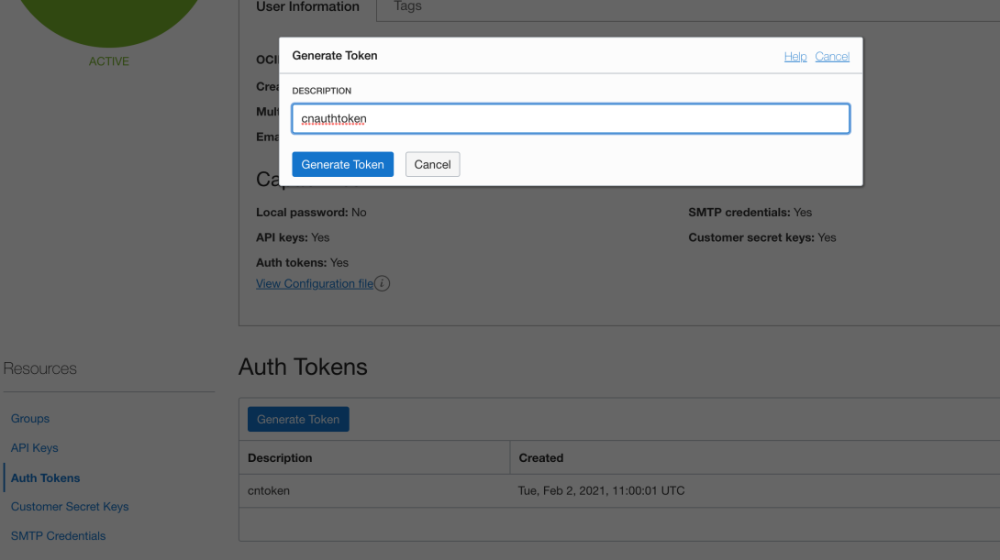 User Information
Tags
ACTIVE
Generate Token
Help Cancel
DESCRIPTION
cnauthtoken
Generate Token
Cancel
OCI
Crea
Mult
Ema
Ca
Local password: No
SMTP credentials: Yes
API keys: Yes
Customer secret keys: Yes
Auth tokens: Yes
View Configuration file i
Resources
Groups
API Keys
Auth Tokens
Customer Secret Keys
SMTP Credentials
Auth Tokens
Generate Token
Description
Created
cntoken
Tue, Feb 2, 2021, 11:00:01 UTC